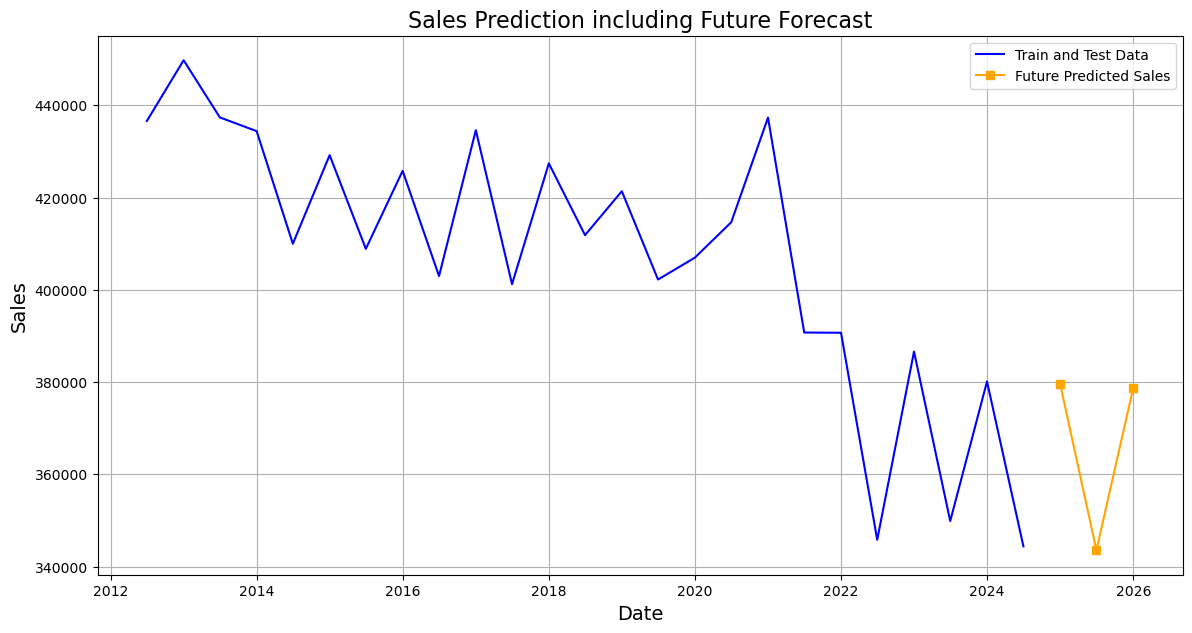 Sales Prediction including Future Forecast
Train and Test Data
Future Predicted Sales
Sales
440000
420000
400000
380000
360000
340000
2012 2014 2016 2018 2020 2022 2024 2026
Date